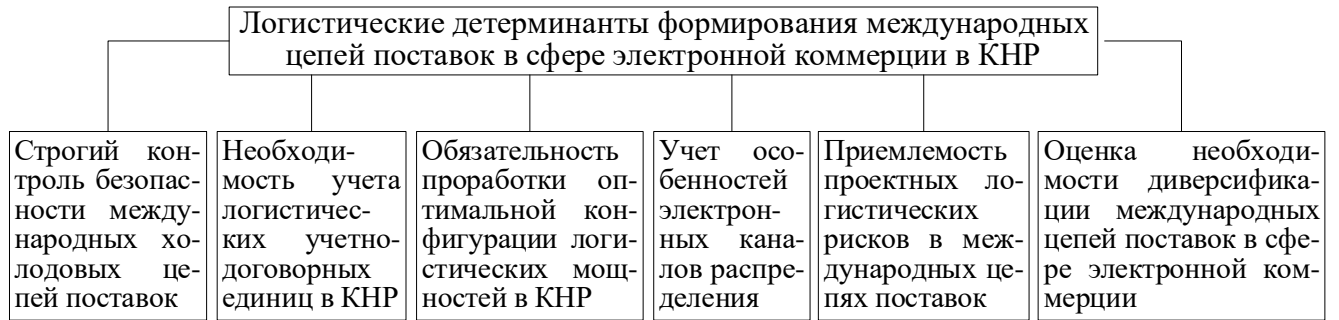 Логистические детерминанты формирования международных
цепей поставок в сфере электронной коммерции в КНР
Строгий кон-
троль безопас-
ности между-
народных хо-
лодовых це-
пей поставок
Необходи-
мость учета
логистичес-
ких учетно-
договорных
единиц в КНР
Обязательность
проработки оп-
тимальной кон-
фигурации логи-
стических мощ-
ностей в КНР
Учет осо-
бенностей
электрон-
ных кана-
лов распре-
деления
Приемлемость
проектных ло-
гистических
рисков в меж-
дународных це-
пях поставок
Оценка необходи-
мости диверсифика-
ции международных
цепей поставок в сфе-
ре электронной ком-
мерции